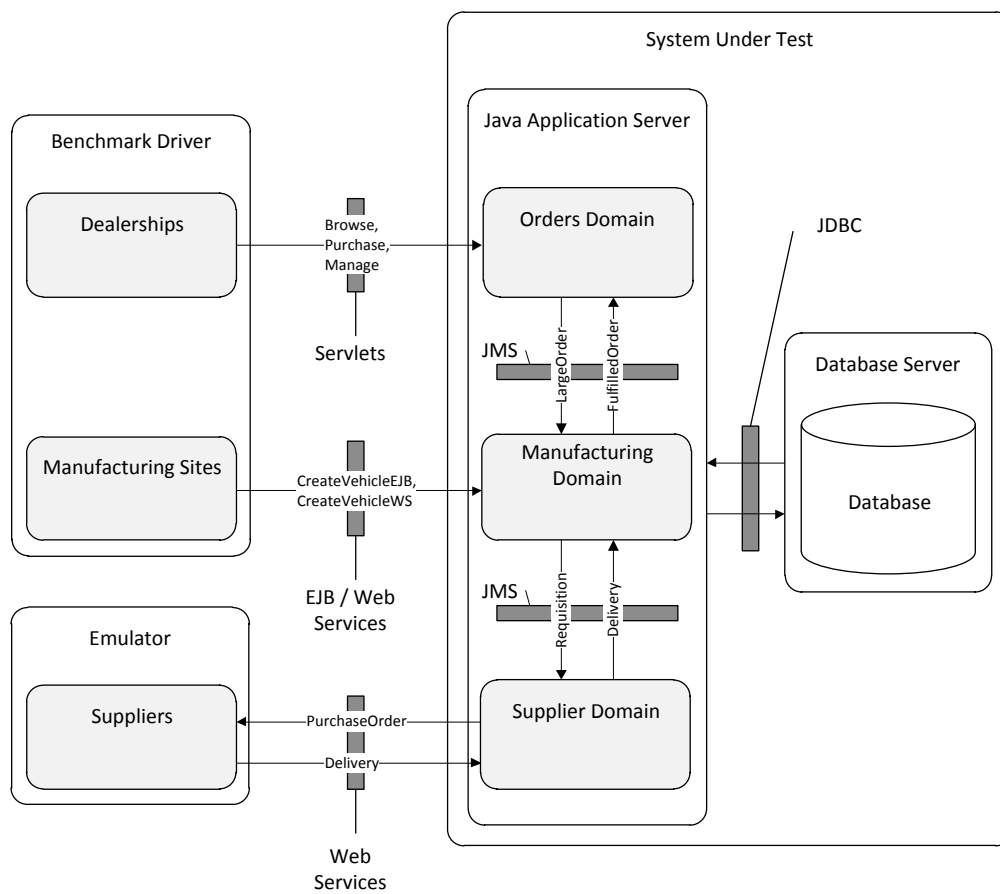 System Under Test
Java Application Server
Benchmark Driver
Dealerships
Browse,
Purchase,
Manage
Orders Domain
JDBC
Servlets
JMS
LargeOrder
FulfilledOrder
Database Server
Manufacturing Sites
CreateVehicleEJB,
CreateVehicleWS
Manufacturing
Domain
Database
EJB / Web
Services
JMS
Requisition
Delivery
Emulator
Suppliers
PurchaseOrder
Delivery
Supplier Domain
Web
Services